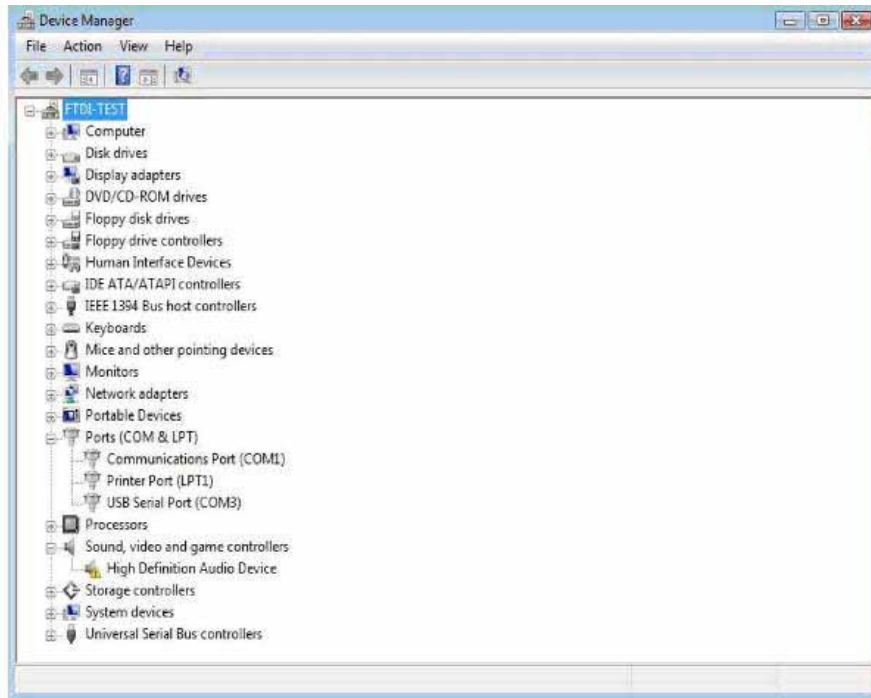 Device Manager
File Action View Help
FTDI-TEST
Computer
Disk drives
Display adapters
DVD/CD-ROM drives
Floppy disk drives
Floppy drive controllers
Human Interface Devices
IDE ATA/ATAPI controllers
IEEE 1394 Bus host controllers
Keyboards
Mice and other pointing devices
Monitors
Network adapters
Portable Devices
Ports (COM & LPT)
Communications Port (COM1)
Printer Port (LPT1)
USB Serial Port (COM3)
Processors
Sound, video and game controllers
High Definition Audio Device
Storage controllers
System devices
Universal Serial Bus controllers